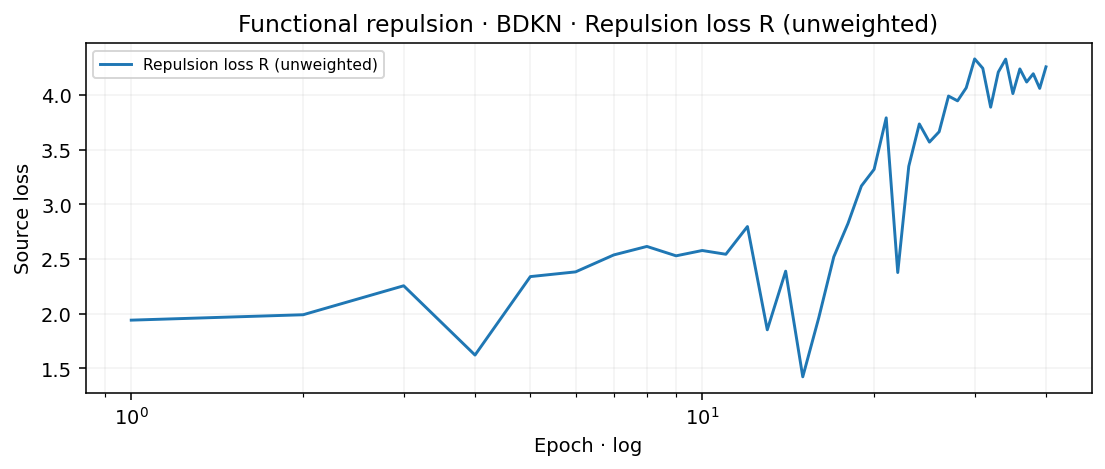 Functional repulsion · BDKN · Repulsion loss R (unweighted)
Repulsion loss R (unweighted)
Source loss
4.0
3.5
3.0
2.5
2.0
1.5
10⁰
10¹
Epoch · log